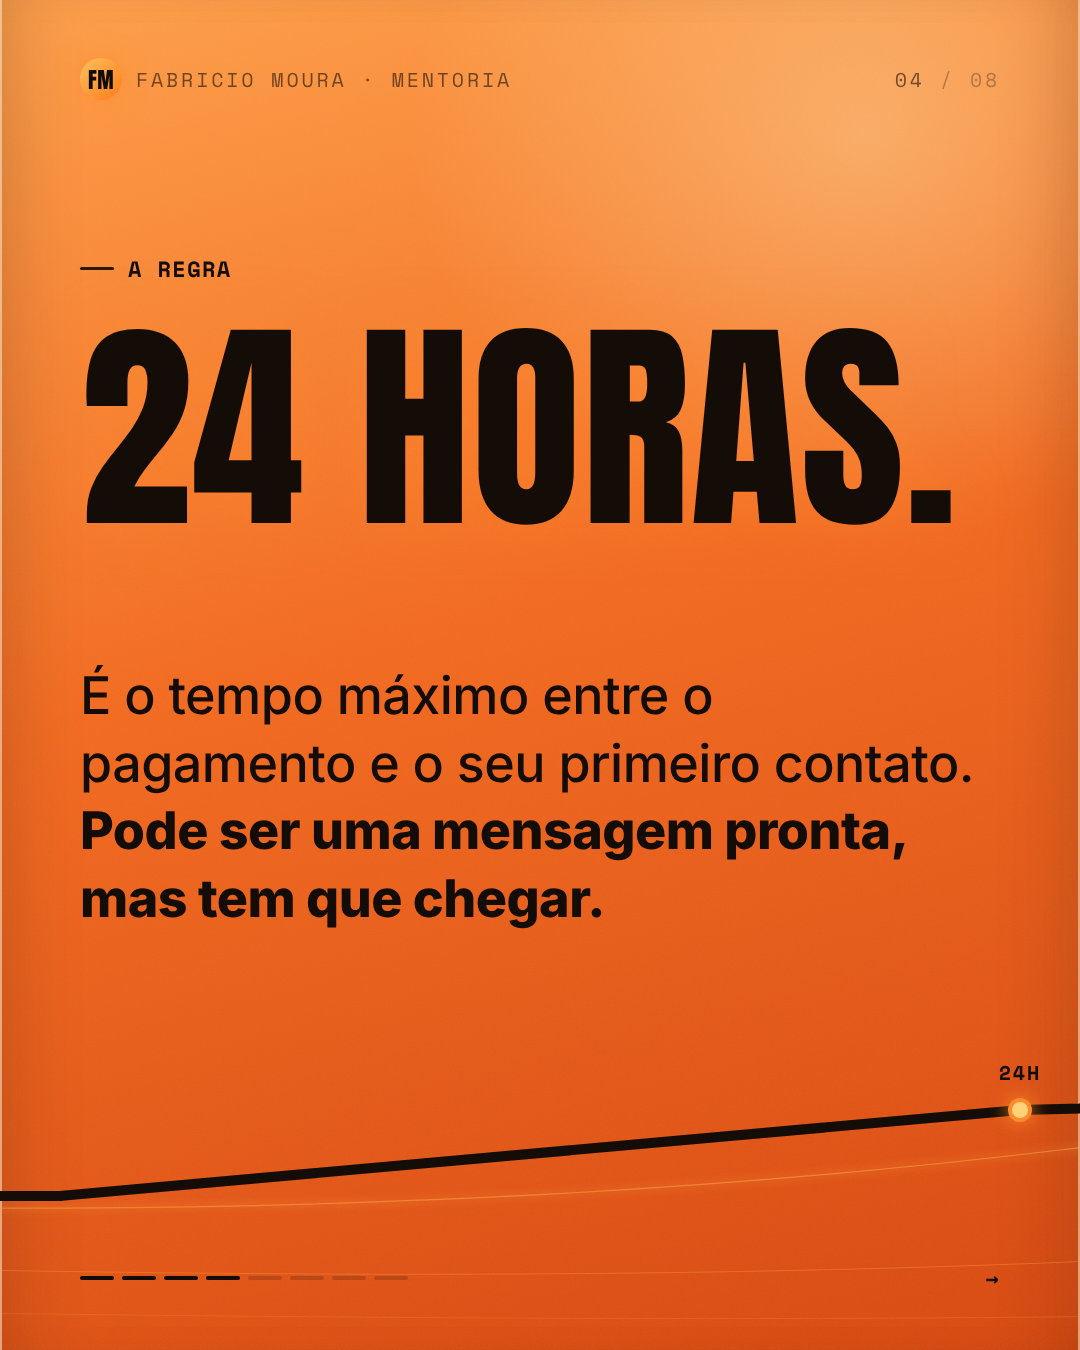 FM FABRICIO MOURA · MENTORIA 04 / 08
A REGRA
24 HORAS.
É o tempo máximo entre o
pagamento e o seu primeiro contato.
Pode ser uma mensagem pronta,
mas tem que chegar.
24H
→